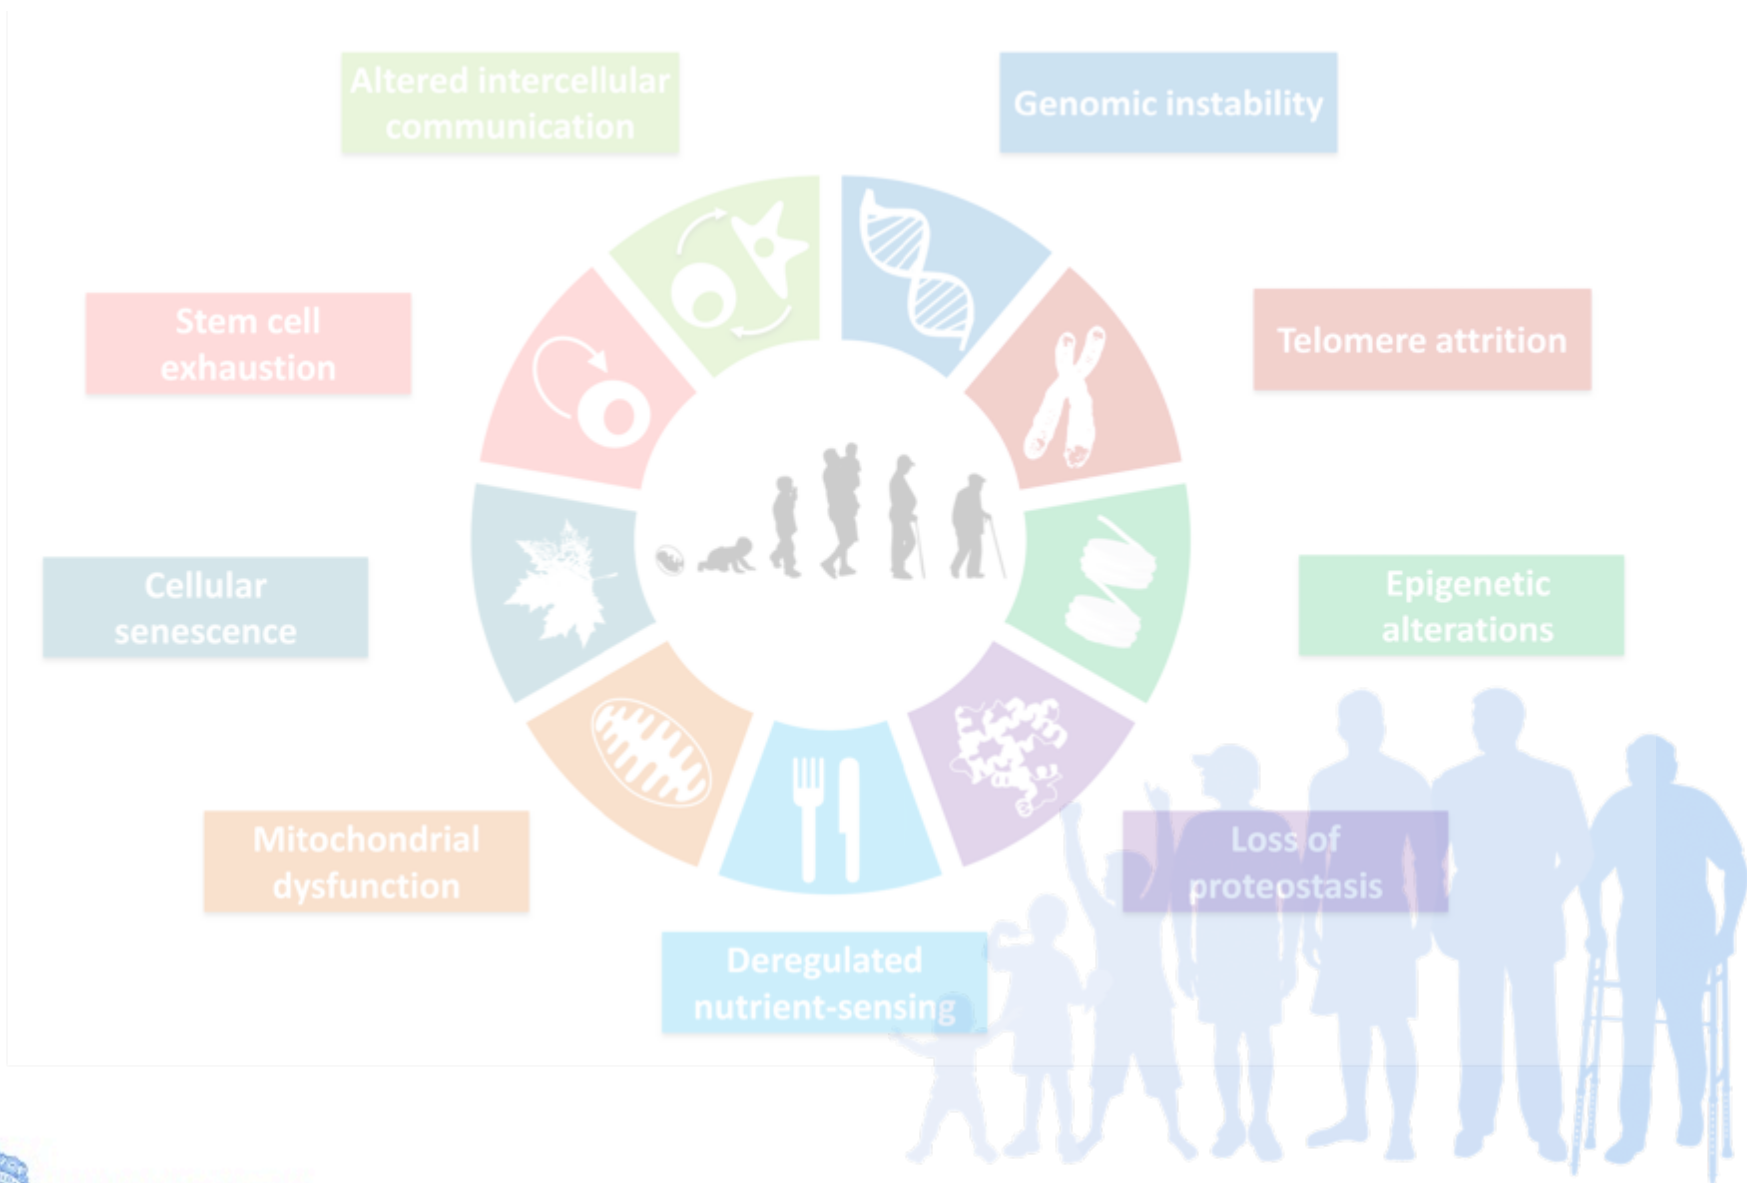 Altered intercellular
communication
Genomic instability
Stem cell
exhaustion
Telomere attrition
Cellular
senescence
Epigenetic
alterations
Mitochondrial
dysfunction
Loss of
proteostasis
Deregulated
nutrient-sensing